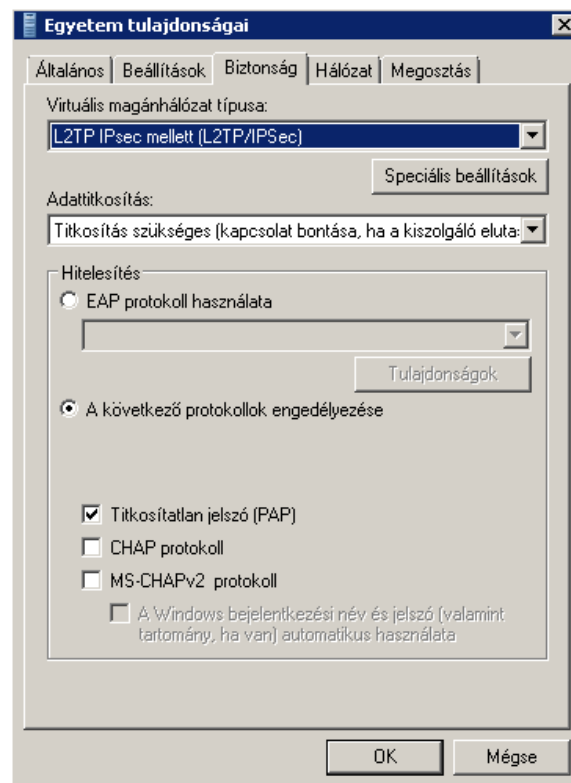 Egyetem tulajdonságai
Általános Beállítások Biztonság Hálózat Megosztás
Virtuális magánhálózat típusa:
L2TP IPsec mellett (L2TP/IPSec)
Speciális beállítások
Adattitkosítás:
Titkosítás szükséges (kapcsolat bontása, ha a kiszolgáló eluta
Hitelesítés
EAP protokoll használata
Tulajdonságok
A következő protokollok engedélyezése
Titkosítatlan jelszó (PAP)
CHAP protokoll
MS-CHAPv2 protokoll
A Windows bejelentkezési név és jelszó (valamint
tartomány, ha van) automatikus használata
OK Mégse